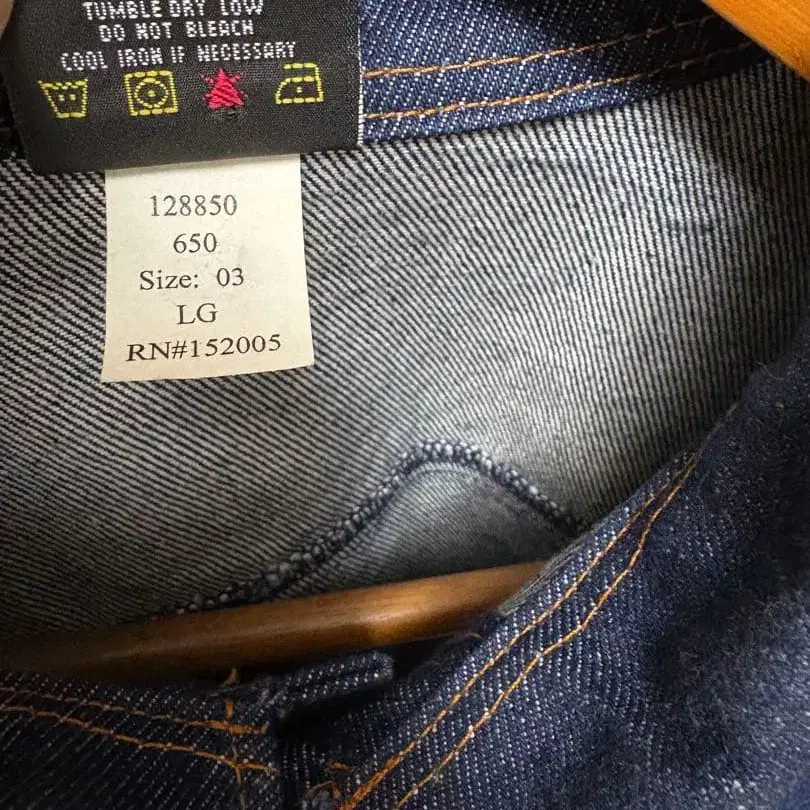 TUMBLE DRY LOW
DO NOT BLEACH
COOL IRON IF NECESSARY
128850
650
Size: 03
LG
RN#152005